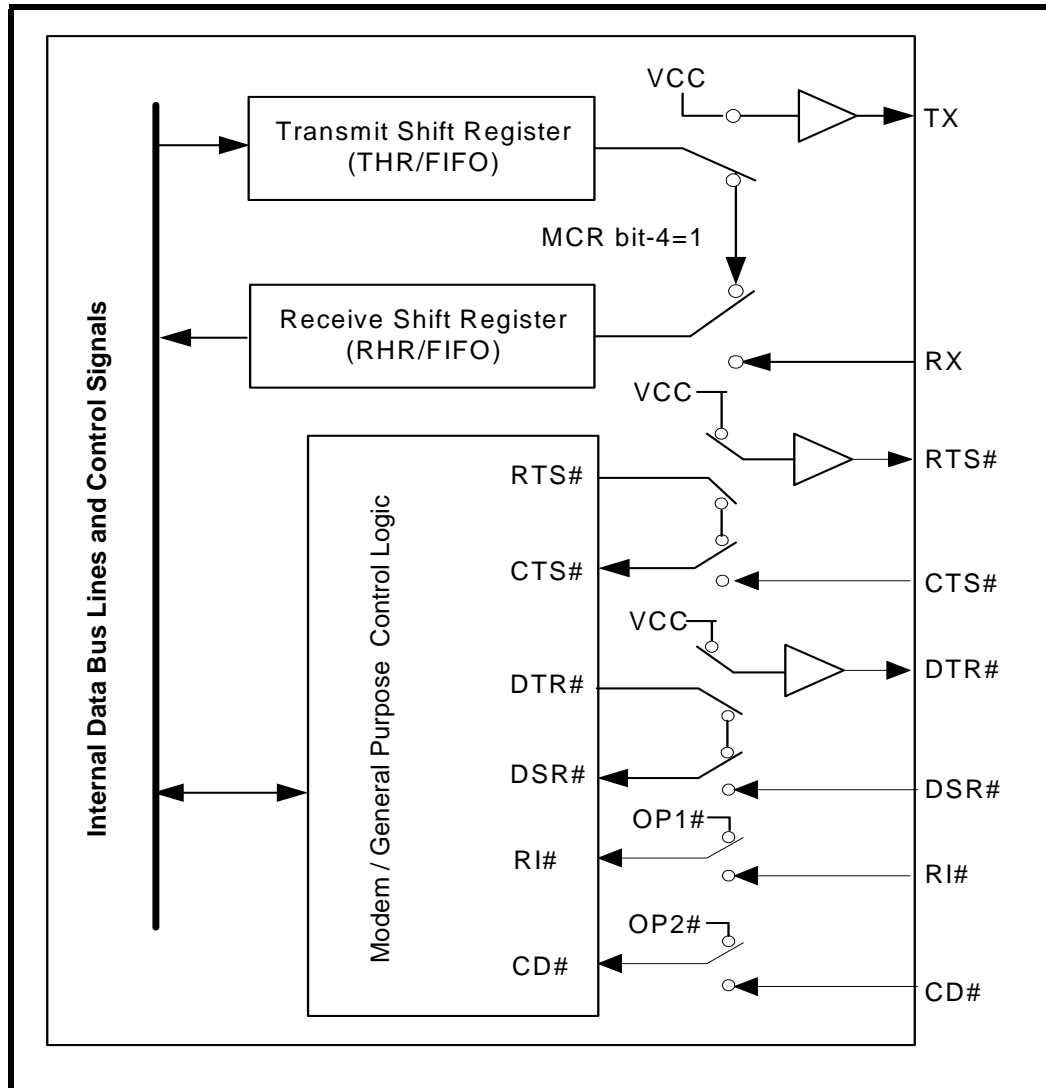 VCC
TX
Transmit Shift Register
(THR/FIFO)
MCR bit-4=1
Receive Shift Register
(RHR/FIFO)
RX
VCC
RTS#
RTS#
CTS#
CTS#
VCC
DTR#
DTR#
DSR#
DSR#
OP1#
RI#
RI#
OP2#
CD#
CD#
Internal Data Bus Lines and Control Signals
Modem / General Purpose Control Logic